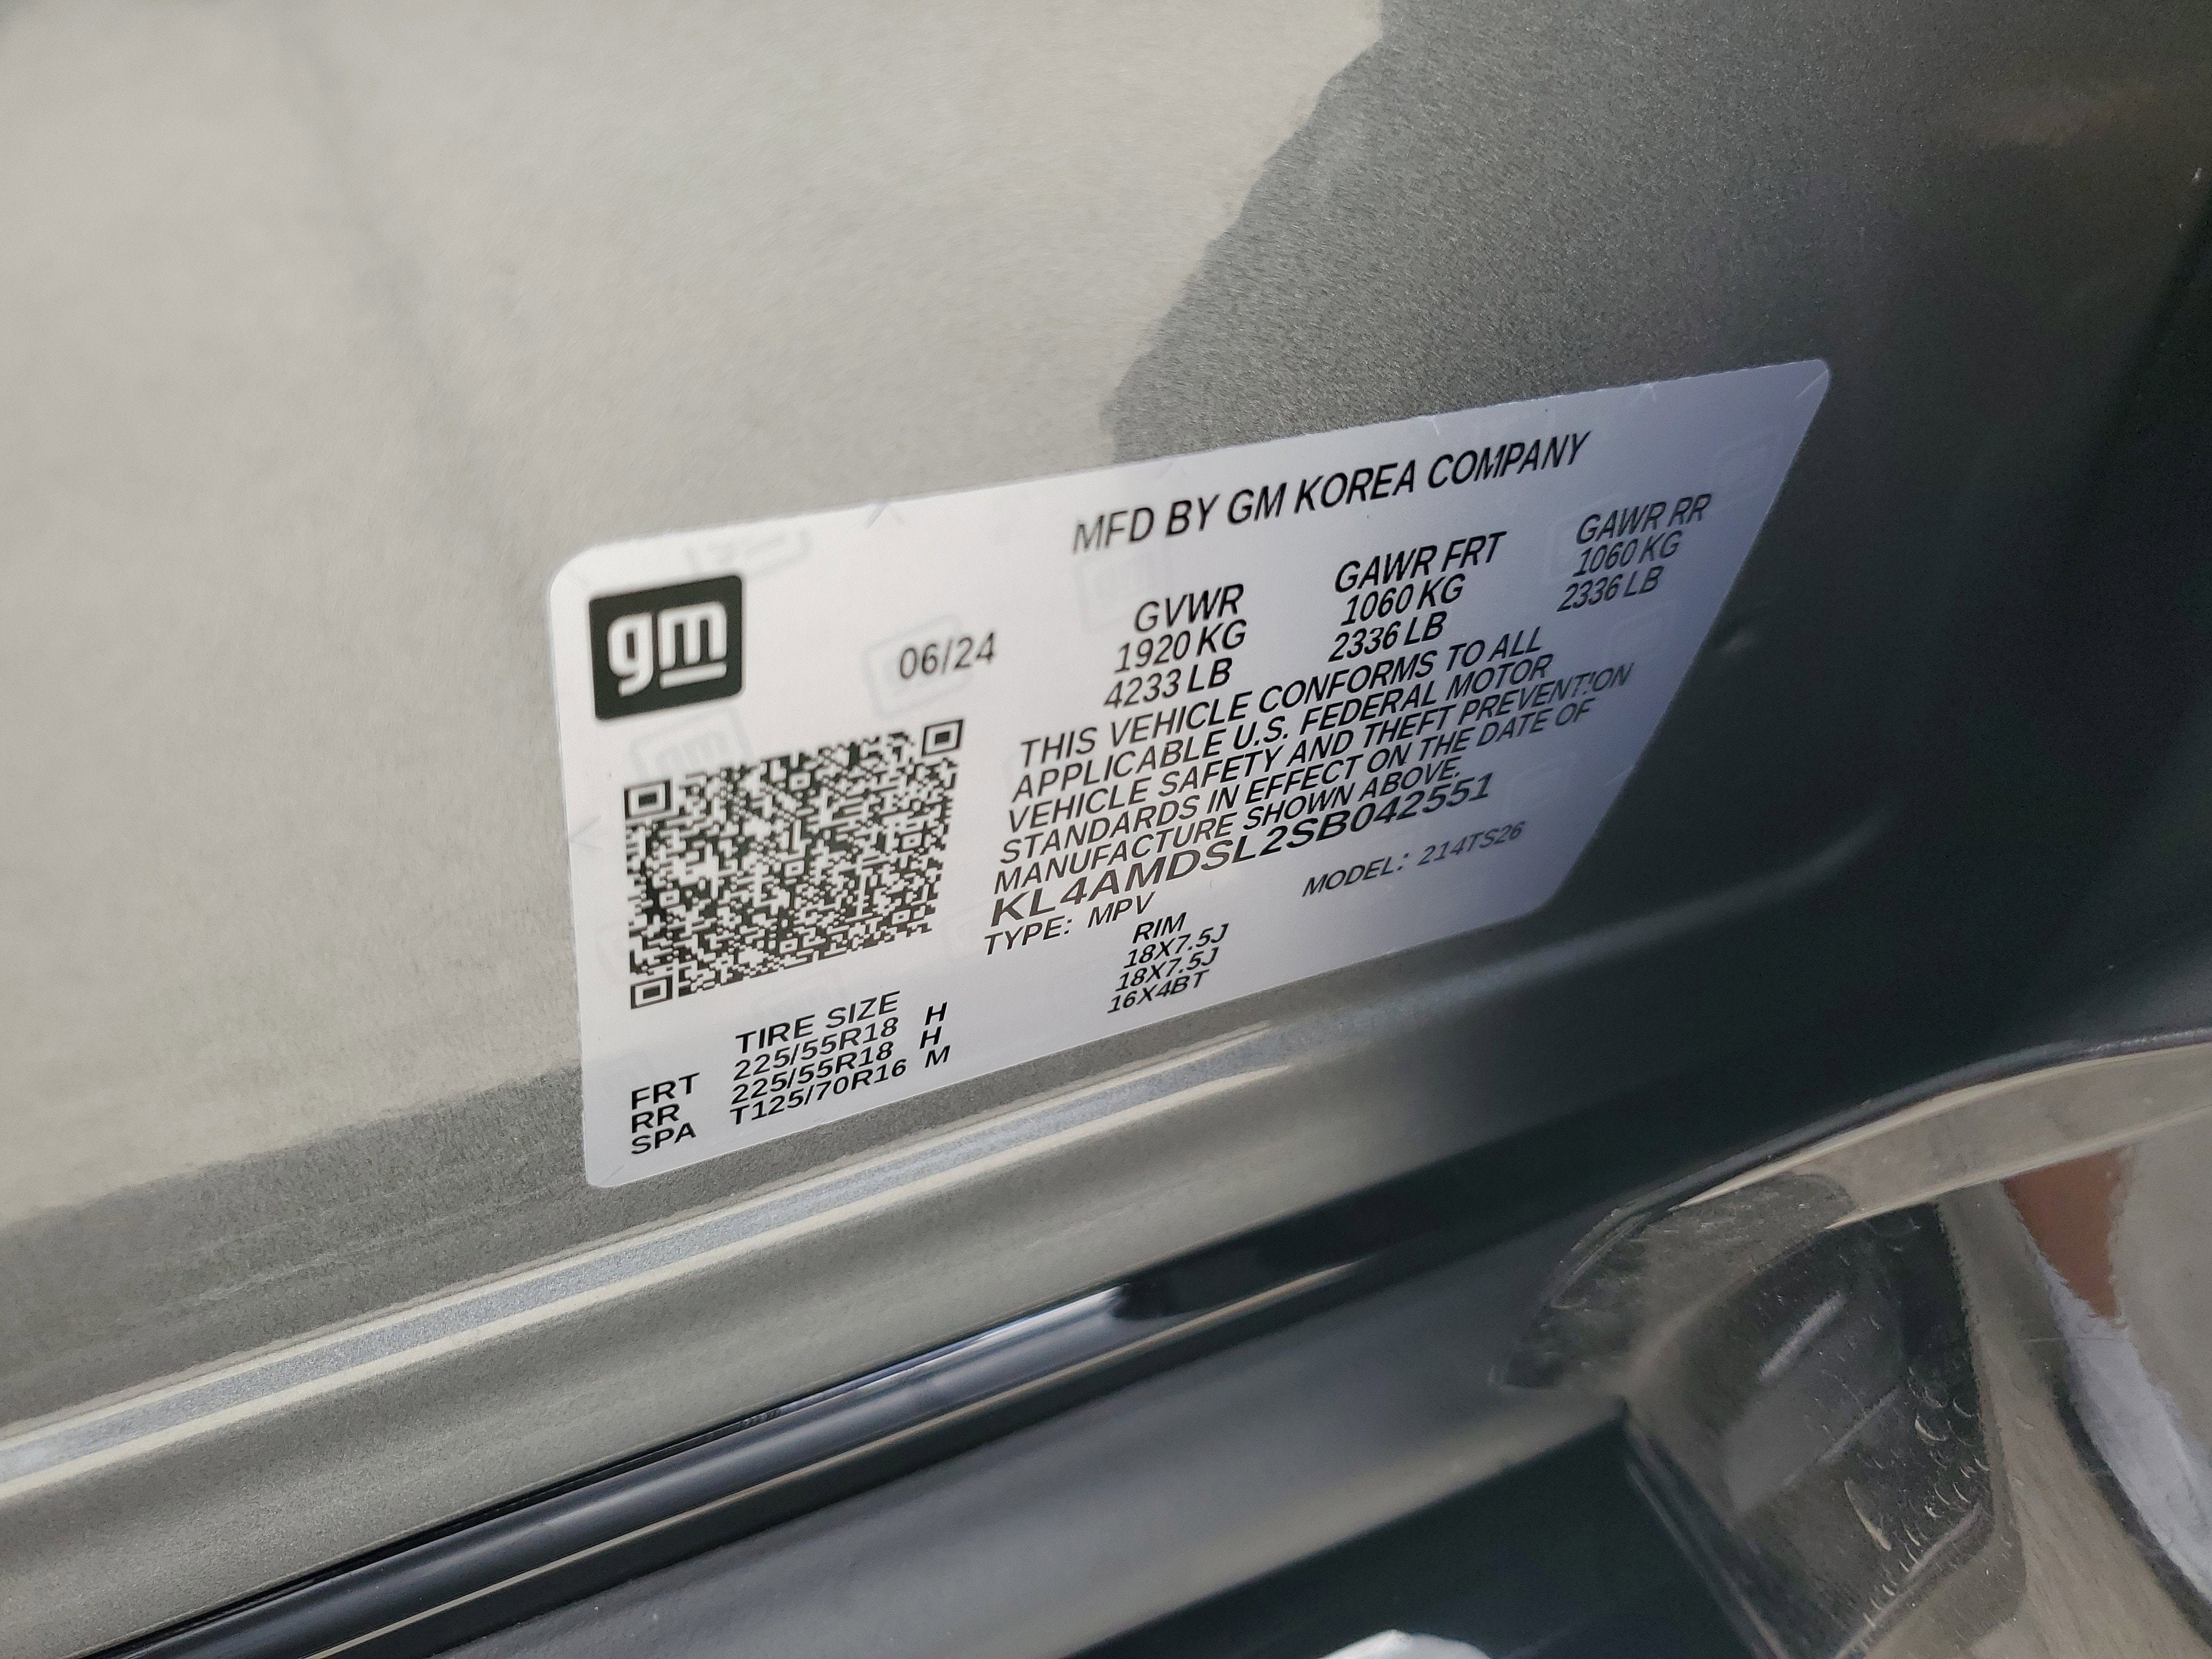 MFD BY GM KOREA COMPANY
gm
06/24
GVWR GAWR FRT GAWR RR
1920 KG 1060 KG 1060 KG
4233 LB 2336 LB 2336 LB
THIS VEHICLE CONFORMS TO ALL
APPLICABLE U.S. FEDERAL MOTOR
VEHICLE SAFETY AND THEFT PREVENTION
STANDARDS IN EFFECT ON THE DATE OF
MANUFACTURE SHOWN ABOVE.
KL4AMDSL2SB042551
TYPE: MPV MODEL: 214TS26
TIRE SIZE RIM
FRT 225/55R18 H 18X7.5J
RR 225/55R18 H 18X7.5J
SPA T125/70R16 M 16X4BT